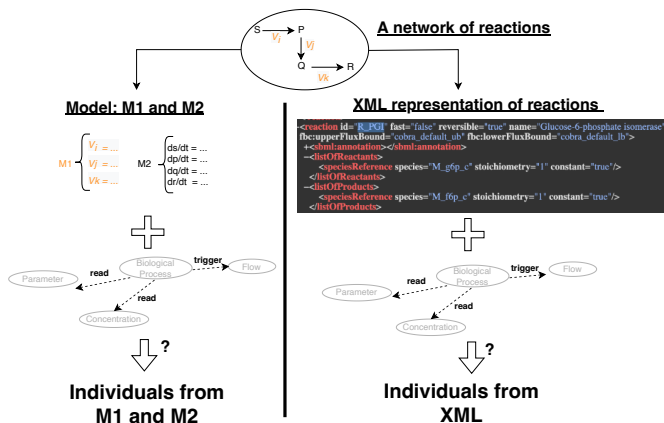 A network of reactions
S P
Vi
Vj
Q R
Vk
Model: M1 and M2
M1
Vi = ...
Vj = ...
Vk = ...
M2
ds/dt = ...
dp/dt = ...
dq/dt = ...
dr/dt = ...
Biological
Process
Parameter
Flow
Concentration
read
trigger
read
?
Individuals from
M1 and M2
XML representation of reactions
<reaction id="R_PGI" fast="false" reversible="true" name="Glucose-6-phosphate isomerase"
fbc:upperFluxBound="cobra_default_ub" fbc:lowerFluxBound="cobra_default_lb">
+<sbml:annotation></sbml:annotation>
−<listOfReactants>
<speciesReference species="M_g6p_c" stoichiometry="1" constant="true"/>
</listOfReactants>
−<listOfProducts>
<speciesReference species="M_f6p_c" stoichiometry="1" constant="true"/>
</listOfProducts>
Biological
Process
Parameter
Flow
Concentration
read
trigger
read
?
Individuals from
XML